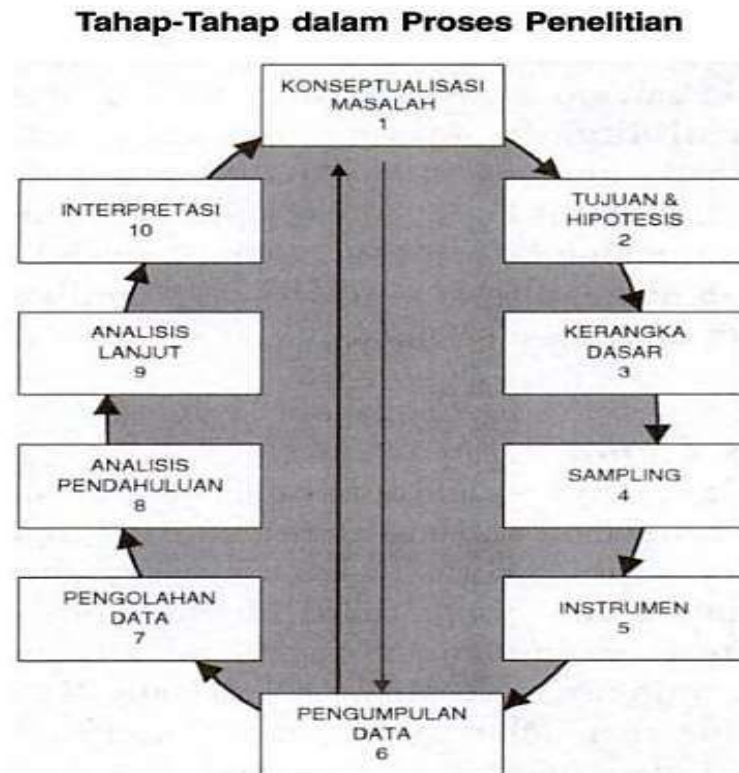 Tahap-Tahap dalam Proses Penelitian
KONSEPTUALISASI
MASALAH
1
TUJUAN &
HIPOTESIS
2
KERANGKA
DASAR
3
SAMPLING
4
INSTRUMEN
5
PENGUMPULAN
DATA
6
PENGOLAHAN
DATA
7
ANALISIS
PENDAHULUAN
8
ANALISIS
LANJUT
9
INTERPRETASI
10